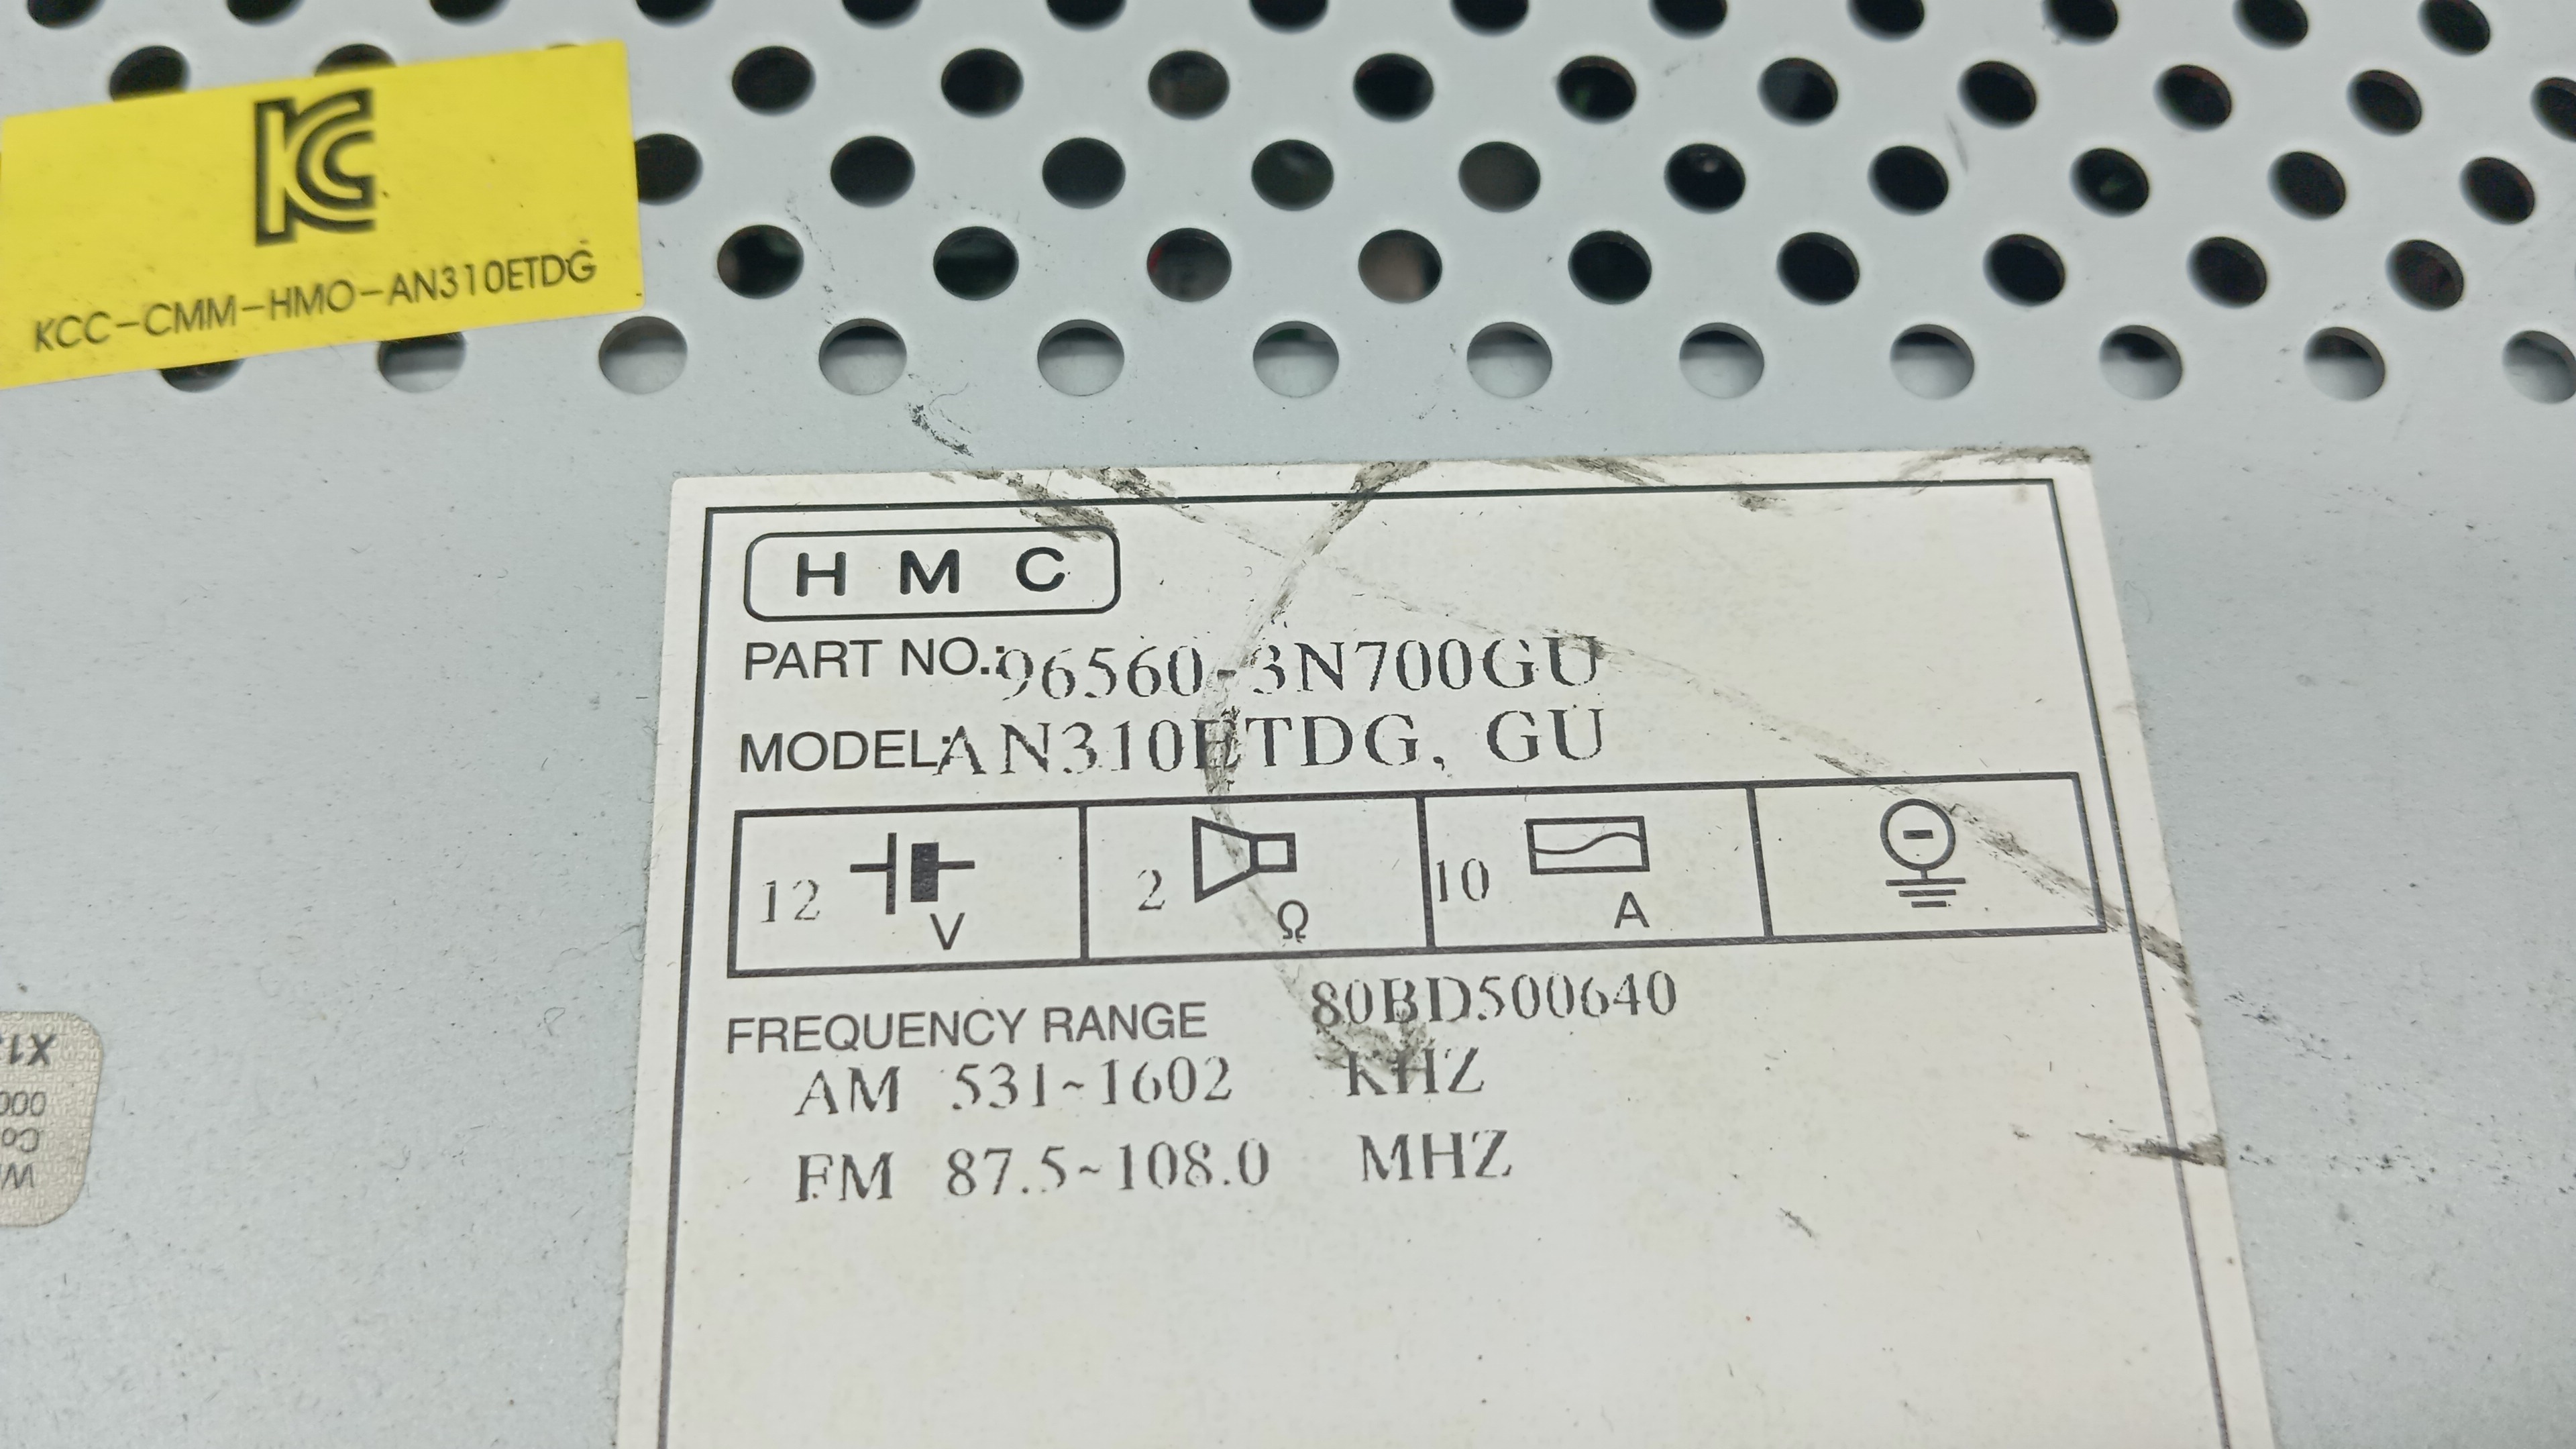 KC
KCC-CMM-HMO-AN310ETDG
HMC
PART NO.:96560-3N700GU
MODEL:AN310ETDG, GU
12 V
2 Ω
10 A
80BD500640
FREQUENCY RANGE
AM 531~1602 KHZ
FM 87.5~108.0 MHZ